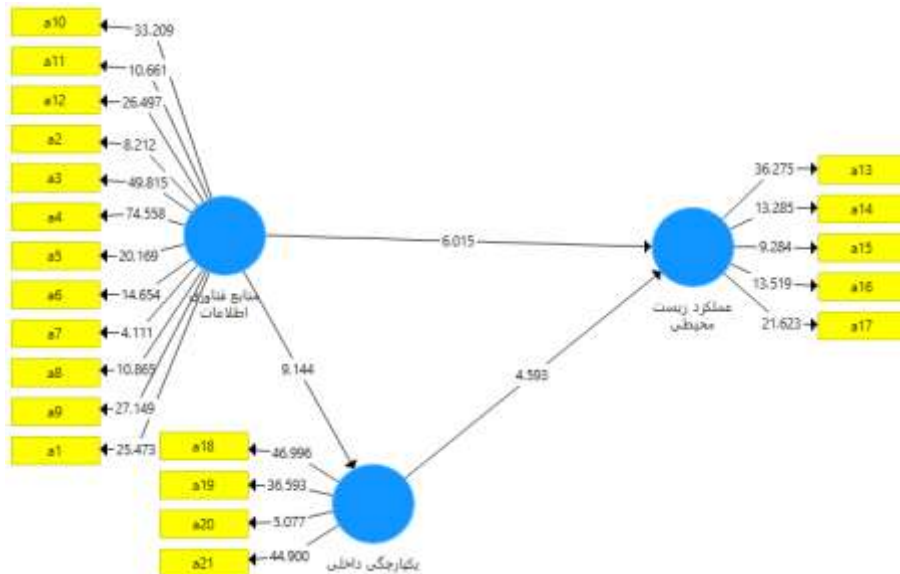 a10
33.209
a11
10.661
a12
26.497
a2
8.212
a3
49.815
a4
74.558
a5
20.169
a6
14.654
a7
4.111
a8
10.865
a9
27.149
a1
25.473
منابع فناوری
اطلاعات
6.015
9.144
4.593
36.275
a13
13.285
a14
9.284
a15
13.519
a16
21.623
a17
عملکرد زیست
محیطی
a18
46.996
a19
36.593
a20
5.077
a21
44.900
یکپارچگی داخلی